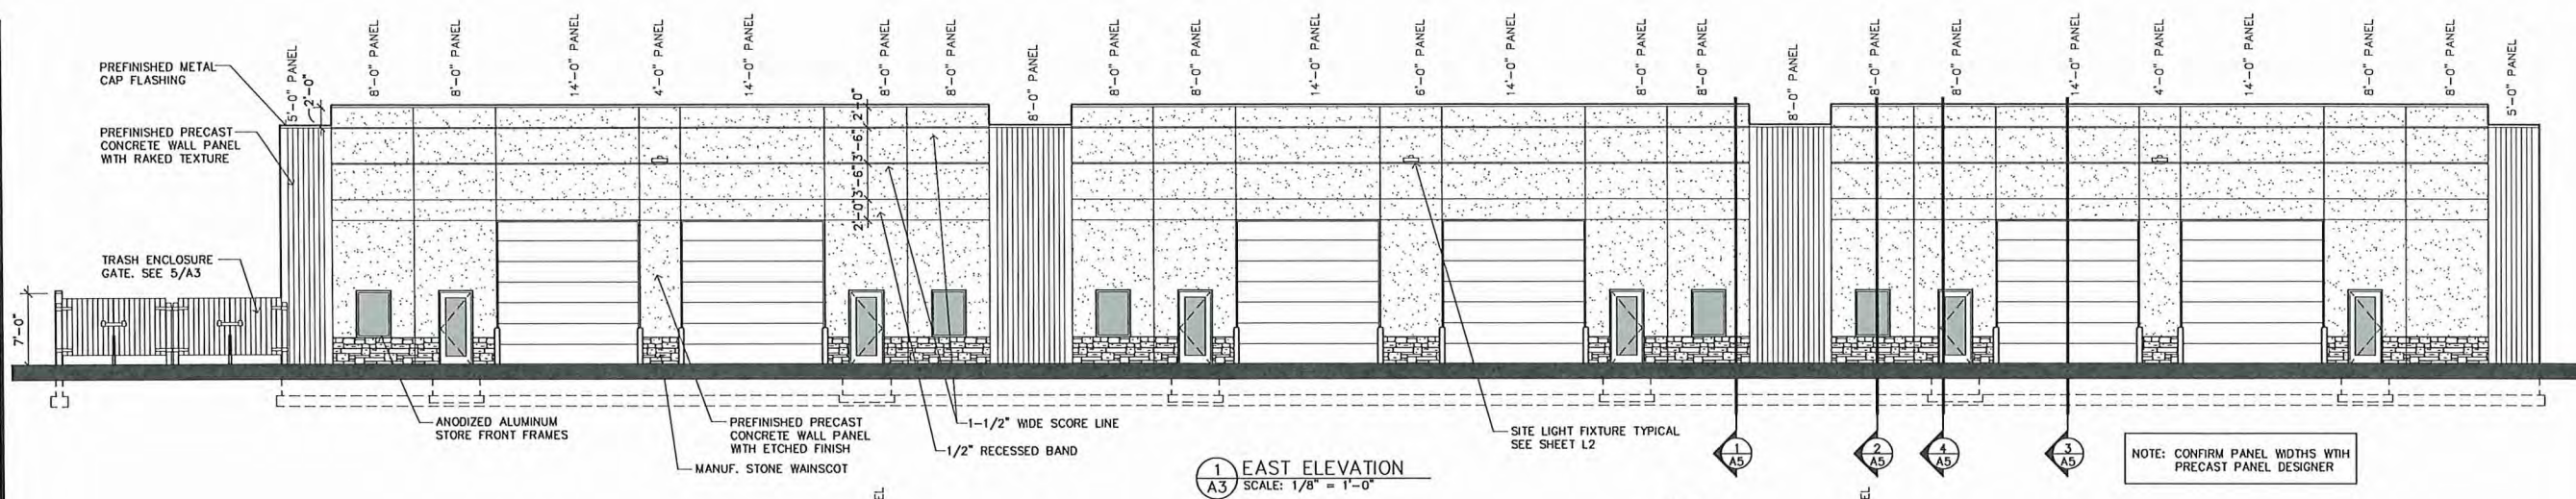 5'-0" PANEL
8'-0" PANEL
8'-0" PANEL
14'-0" PANEL
4'-0" PANEL
14'-0" PANEL
8'-0" PANEL
8'-0" PANEL
8'-0" PANEL
8'-0" PANEL
8'-0" PANEL
14'-0" PANEL
6'-0" PANEL
14'-0" PANEL
8'-0" PANEL
8'-0" PANEL
8'-0" PANEL
8'-0" PANEL
8'-0" PANEL
14'-0" PANEL
4'-0" PANEL
14'-0" PANEL
8'-0" PANEL
8'-0" PANEL
5'-0" PANEL
PREFINISHED METAL
CAP FLASHING
2'-0"
PREFINISHED PRECAST
CONCRETE WALL PANEL
WITH RAKED TEXTURE
2'-0"
3'-6"
3'-6"
2'-0"
TRASH ENCLOSURE
GATE. SEE 5/A3
7'-0"
ANODIZED ALUMINUM
STORE FRONT FRAMES
PREFINISHED PRECAST
CONCRETE WALL PANEL
WITH ETCHED FINISH
MANUF. STONE WAINSCOT
1-1/2" WIDE SCORE LINE
1/2" RECESSED BAND
SITE LIGHT FIXTURE TYPICAL
SEE SHEET L2
1
A5
2
A5
4
A5
3
A5
NOTE: CONFIRM PANEL WIDTHS WTIH
PRECAST PANEL DESIGNER
1
A3
EAST ELEVATION
SCALE: 1/8" = 1'-0"